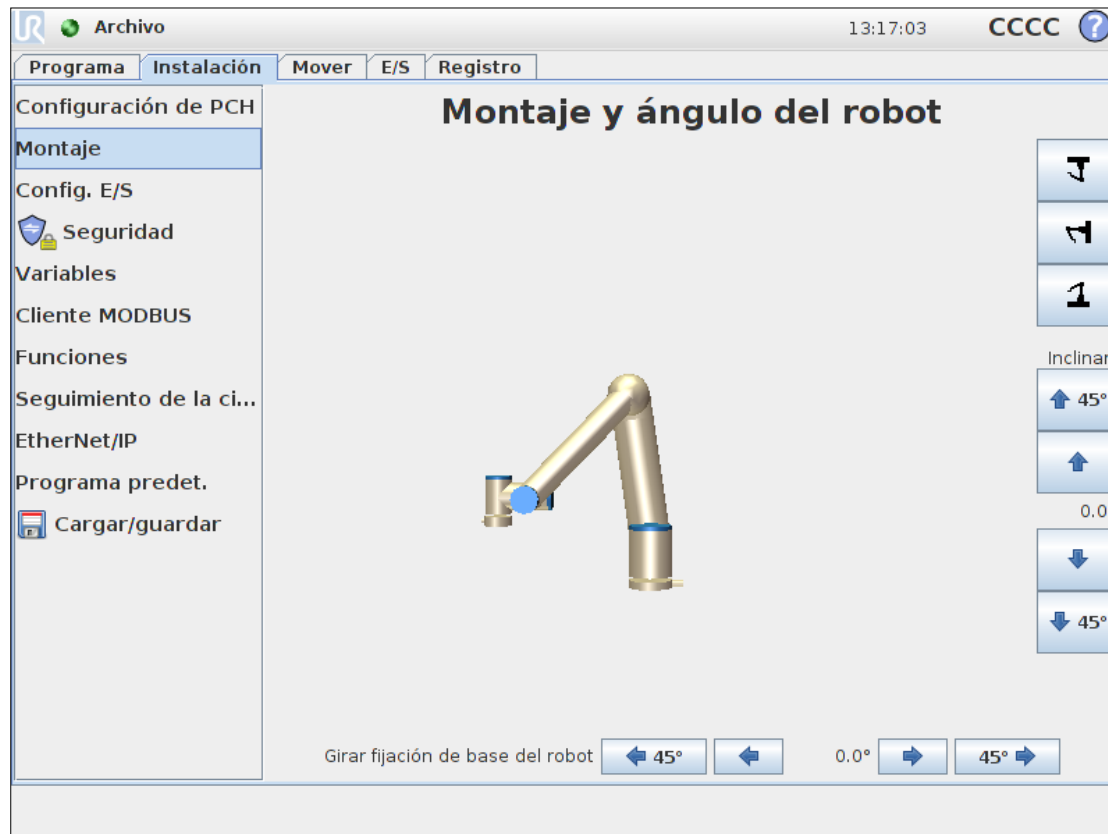 UR Archivo 13:17:03 CCCC ?
Programa Instalación Mover E/S Registro
Configuración de PCH
Montaje
Config. E/S
Seguridad
Variables
Cliente MODBUS
Funciones
Seguimiento de la ci...
EtherNet/IP
Programa predet.
Cargar/guardar
Montaje y ángulo del robot
Inclinar
45°
0.0
45°
Girar fijación de base del robot 45° 0.0° 45°